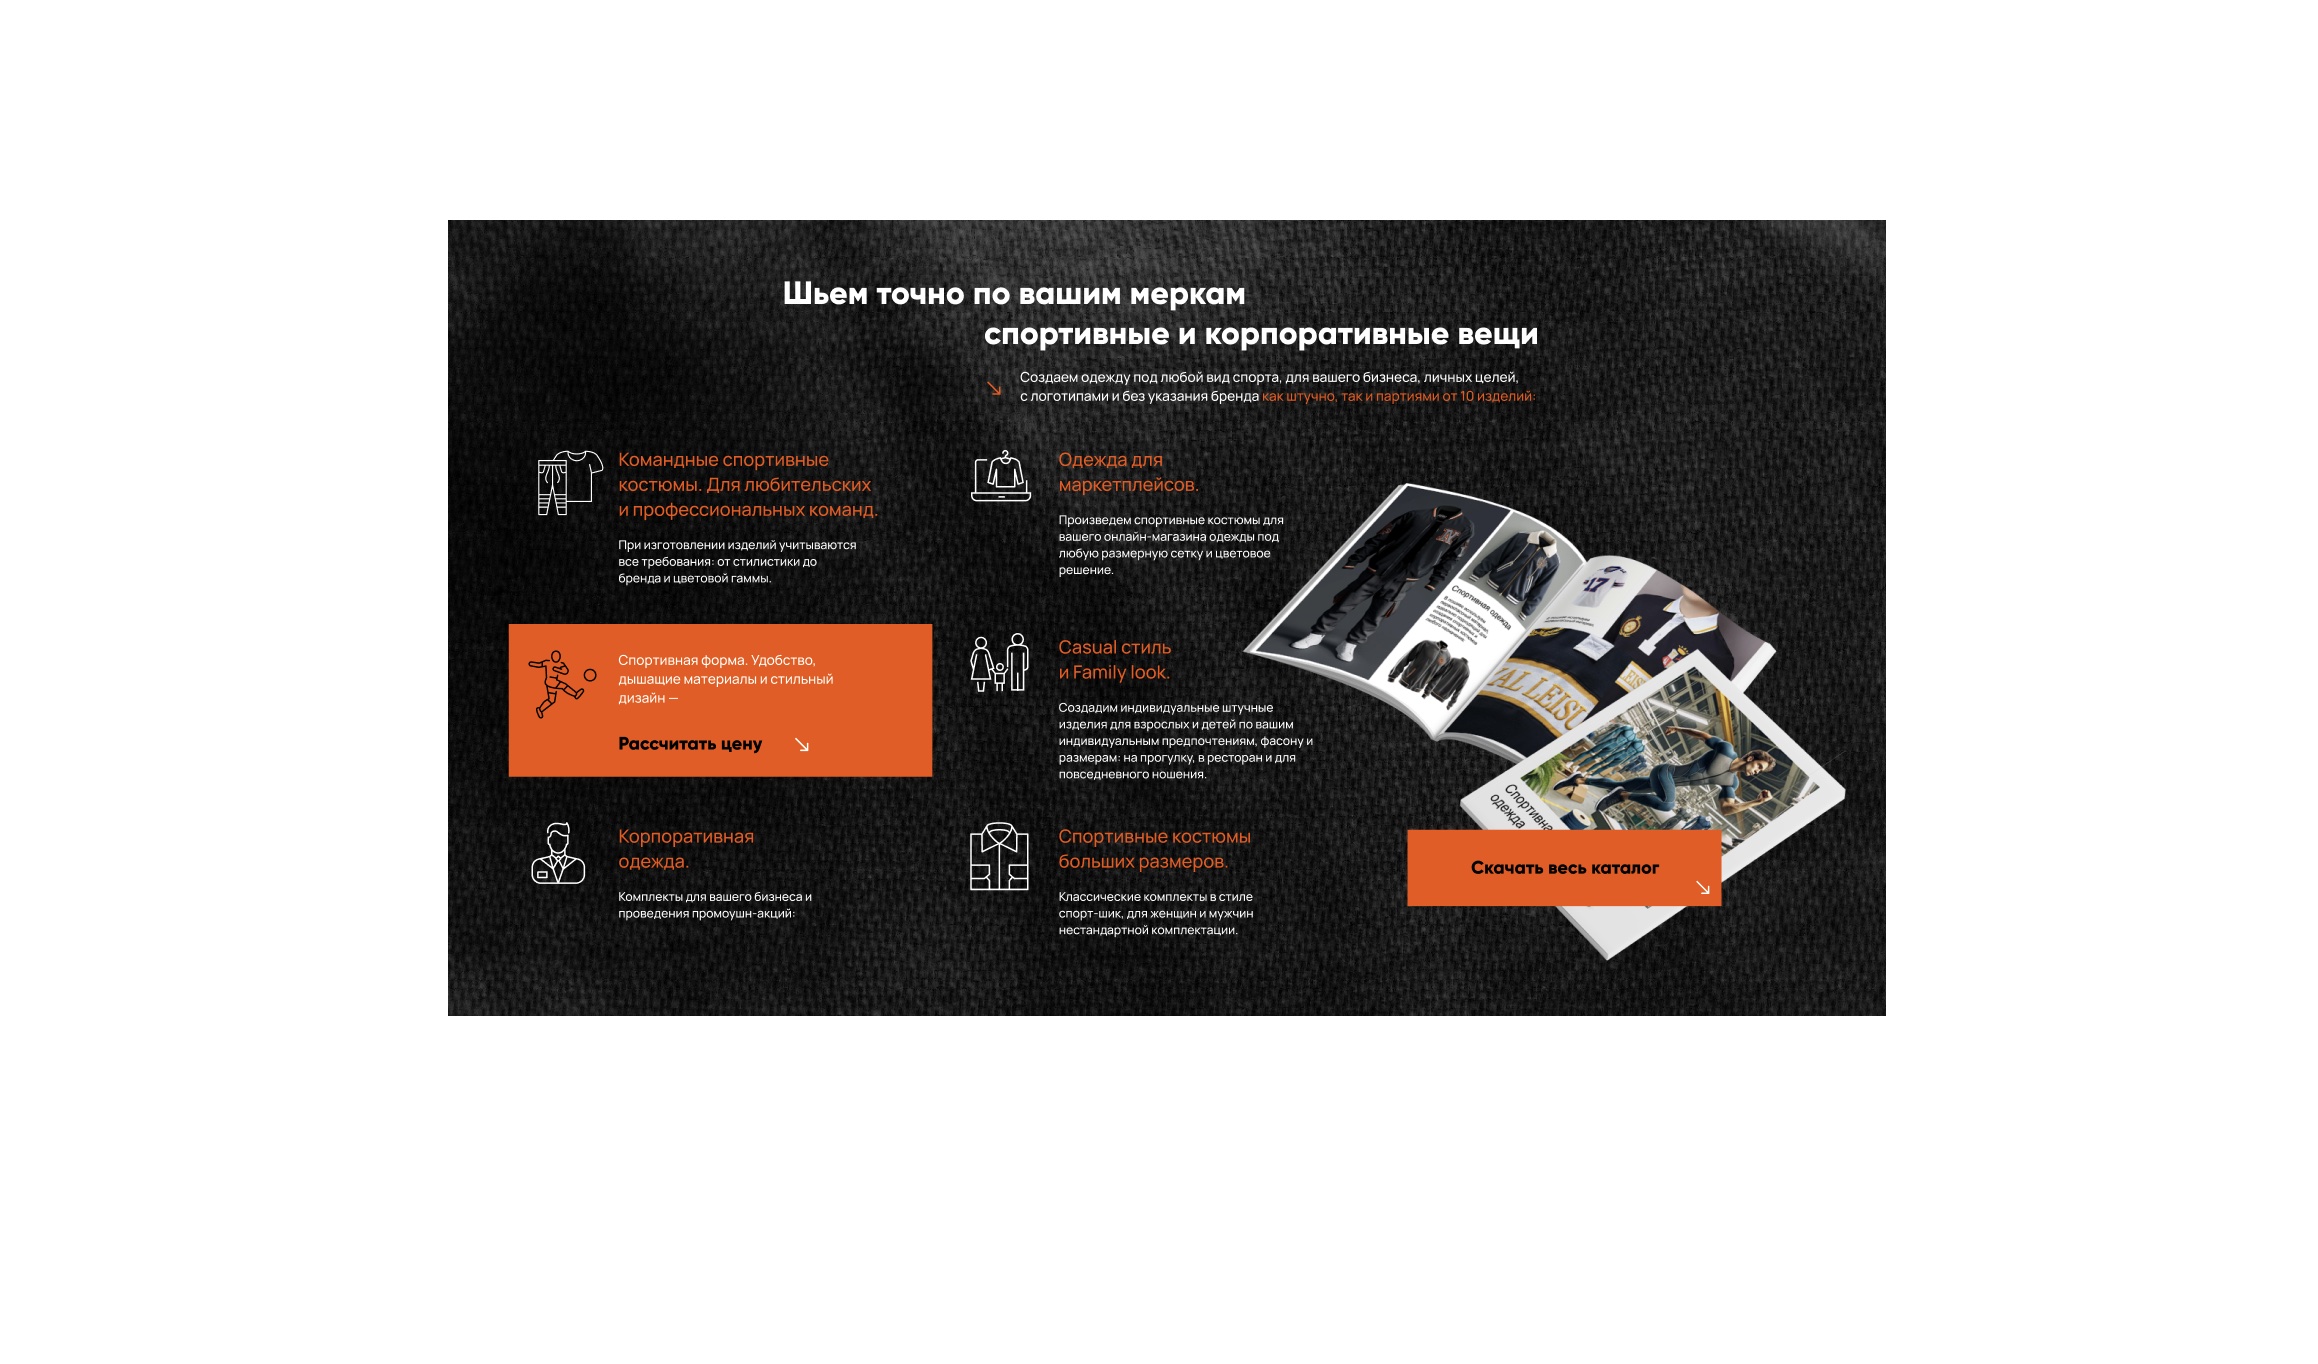 Шьем точно по вашим меркам
спортивные и корпоративные вещи
Создаем одежду под любой вид спорта, для вашего бизнеса, личных целей,
с логотипами и без указания бренда как штучно, так и партиями от 10 изделий:
Командные спортивные
костюмы. Для любительских
и профессиональных команд.
При изготовлении изделий учитываются
все требования: от стилистики до
бренда и цветовой гаммы.
Спортивная форма. Удобство,
дышащие материалы и стильный
дизайн —
Рассчитать цену
Корпоративная
одежда.
Комплекты для вашего бизнеса и
проведения промоушн-акций:
Одежда для
маркетплейсов.
Произведем спортивные костюмы для
вашего онлайн-магазина одежды под
любую размерную сетку и цветовое
решение.
Casual стиль
и Family look.
Создадим индивидуальные штучные
изделия для взрослых и детей по вашим
индивидуальным предпочтениям, фасону и
размерам: на прогулку, в ресторан и для
повседневного ношения.
Спортивные костюмы
больших размеров.
Классические комплекты в стиле
спорт-шик, для женщин и мужчин
нестандартной комплектации.
Спортивная одежда
17
Спортивна
одежда
Скачать весь каталог